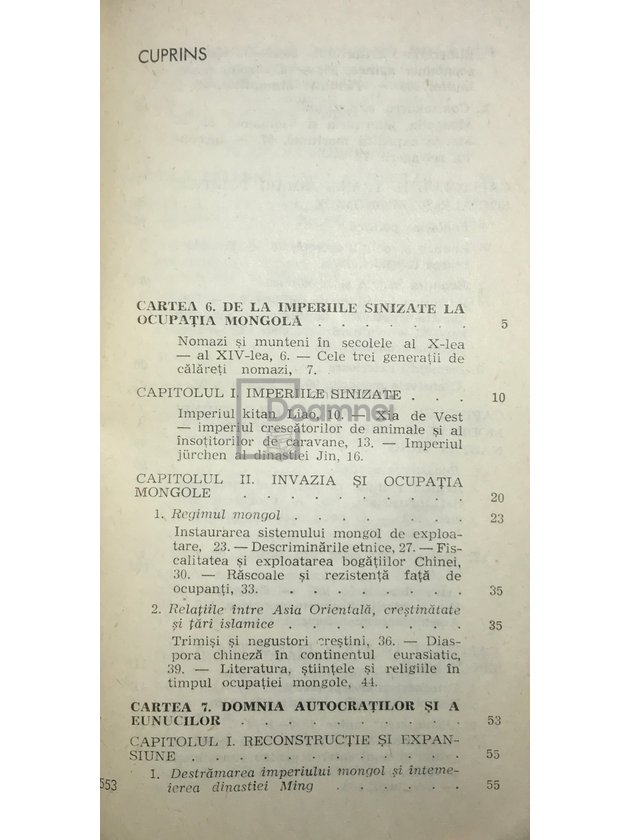 CUPRINS
CARTEA 6. DE LA IMPERIILE SINIZATE LA
OCUPAȚIA MONGOLĂ . . . . . . . 5
Nomazi și munteni în secolele al X-lea
— al XIV-lea, 6. — Cele trei generații de
călăreți nomazi, 7.
CAPITOLUL I. IMPERIILE SINIZATE . . . 10
Imperiul kitan Liao, 10. — Xia de Vest
— imperiul crescătorilor de animale și al
însoțitorilor de caravane, 13. — Imperiul
jürchen al dinastiei Jin, 16.
CAPITOLUL II. INVAZIA ȘI OCUPAȚIA
MONGOLE . . . . . . . . . . 20
1. Regimul mongol . . . . . . . . 23
Instaurarea sistemului mongol de exploa-
tare, 23. — Descriminările etnice, 27. — Fis-
calitatea și exploatarea bogățiilor Chinei,
30. — Răscoale și rezistență față de
ocupanți, 33. . . . . . . . . 35
2. Relațiile între Asia Orientală, creștinătate
și țări islamice . . . . . . . . 35
Trimiși și negustori creștini, 36. — Dias-
pora chineză în continentul eurasiatic,
39. — Literatura, științele și religiile în
timpul ocupației mongole, 44.
CARTEA 7. DOMNIA AUTOCRAȚILOR ȘI A
EUNUCILOR . . . . . . . . . . 53
CAPITOLUL I. RECONSTRUCȚIE ȘI EXPAN-
SIUNE . . . . . . . . . . . 55
1. Destrămarea imperiului mongol și înteme-
ierea dinastiei Ming . . . . . . 55
553
Doamnei